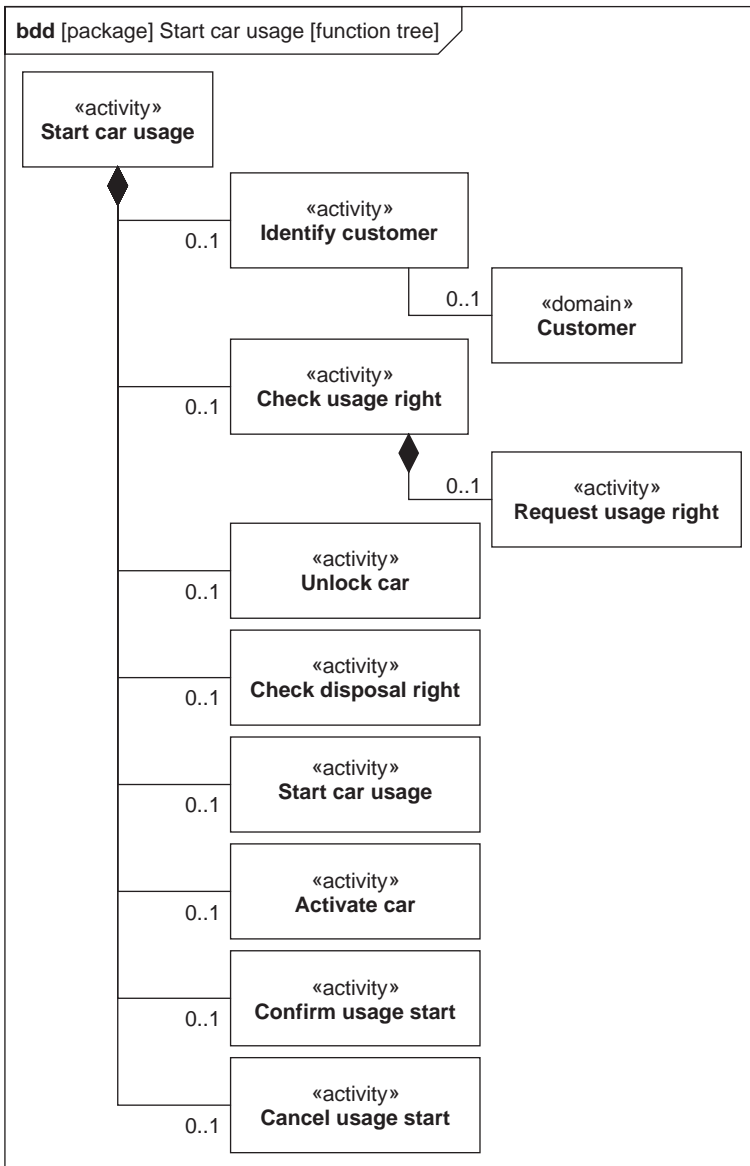 bdd [package] Start car usage [function tree]
«activity»
Start car usage
«activity»
Identify customer
0..1
0..1
«domain»
Customer
«activity»
Check usage right
0..1
0..1
«activity»
Request usage right
«activity»
Unlock car
0..1
«activity»
Check disposal right
0..1
«activity»
Start car usage
0..1
«activity»
Activate car
0..1
«activity»
Confirm usage start
0..1
«activity»
Cancel usage start
0..1